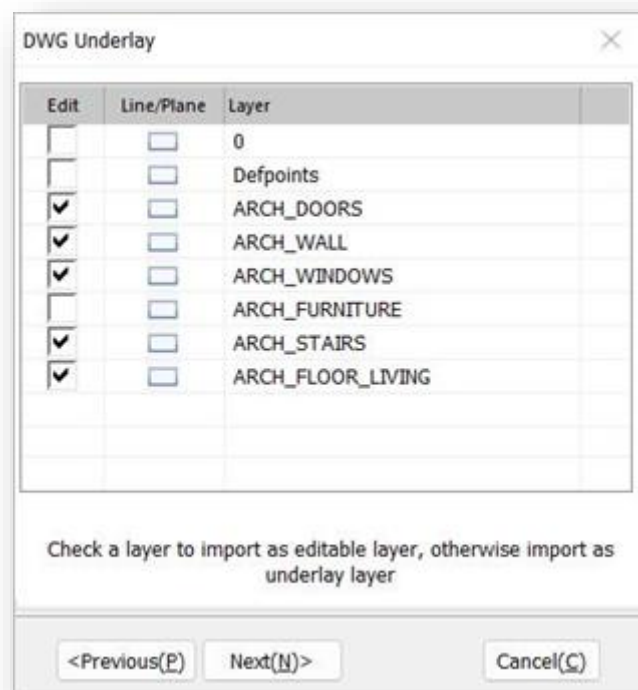 DWG Underlay
Edit Line/Plane Layer
0
Defpoints
ARCH_DOORS
ARCH_WALL
ARCH_WINDOWS
ARCH_FURNITURE
ARCH_STAIRS
ARCH_FLOOR_LIVING
Check a layer to import as editable layer, otherwise import as
underlay layer
<Previous(P) Next(N)> Cancel(C)